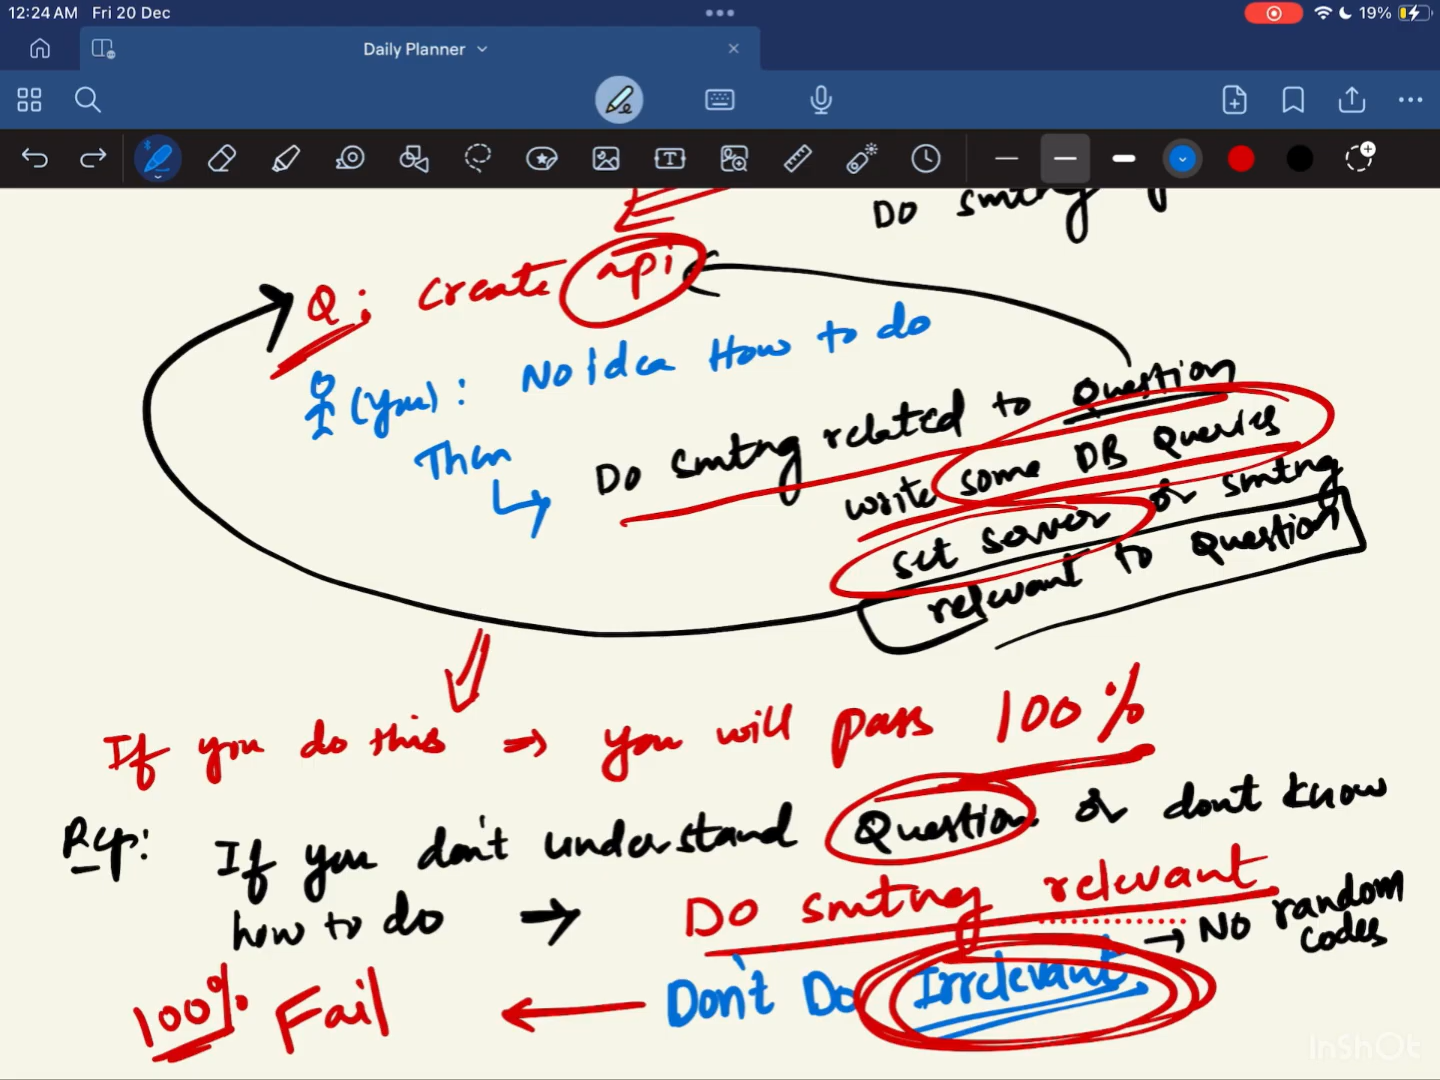 12:24 AM Fri 20 Dec
19%
Daily Planner
Do smtng
Q: create api
(you): No idea How to do
Then
Do smtng related to Question
write some DB Queries
set server or smtng
relevant to Question
If you do this → you will pass 100%
Rep: If you don't understand Question or dont know
how to do → Do smtng relevant
→ No random
codes
100% Fail ← Don't Do Irrelevant.
InShOt